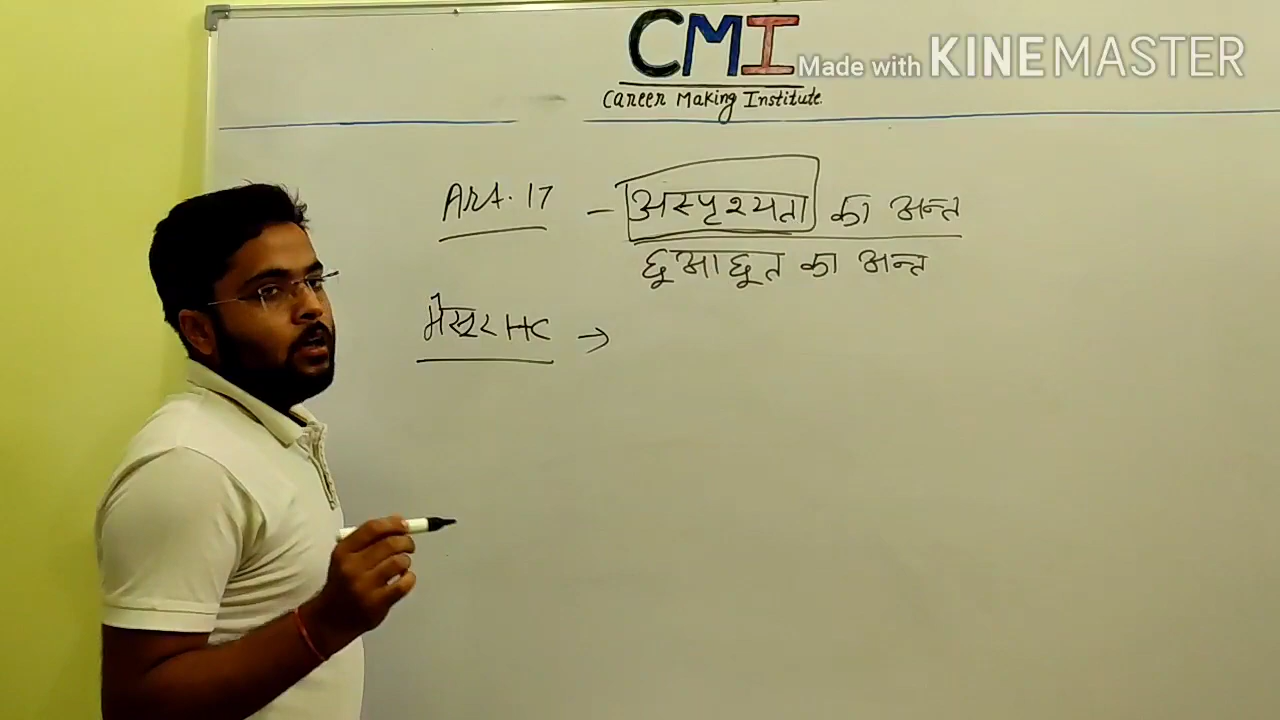 CMI
Made with KINEMASTER
Career Making Institute.
Art. 17 - अस्पृश्यता का अन्त
छूआछूत का अन्त
मैसूर HC →